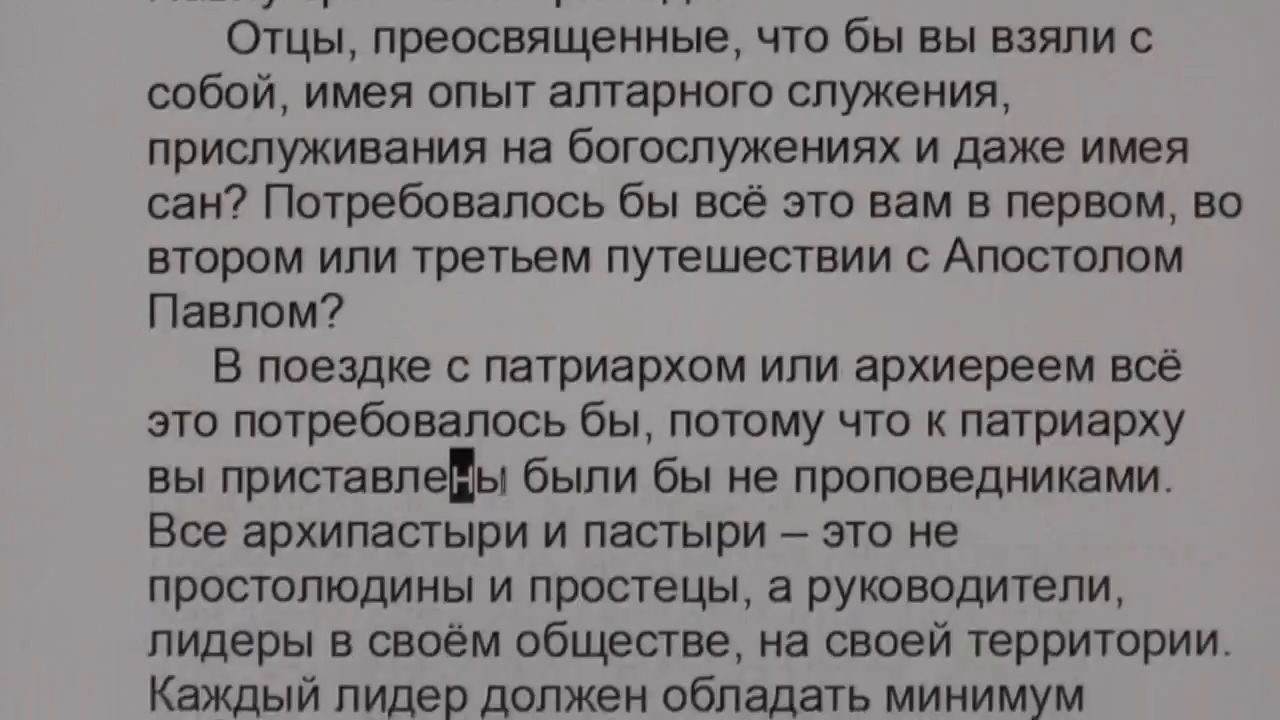 Отцы, преосвященные, что бы вы взяли с
собой, имея опыт алтарного служения,
прислуживания на богослужениях и даже имея
сан? Потребовалось бы всё это вам в первом, во
втором или третьем путешествии с Апостолом
Павлом?
В поездке с патриархом или архиереем всё
это потребовалось бы, потому что к патриарху
вы приставлены были бы не проповедниками.
Все архипастыри и пастыри – это не
простолюдины и простецы, а руководители,
лидеры в своём обществе, на своей территории.
Каждый лидер должен обладать минимум